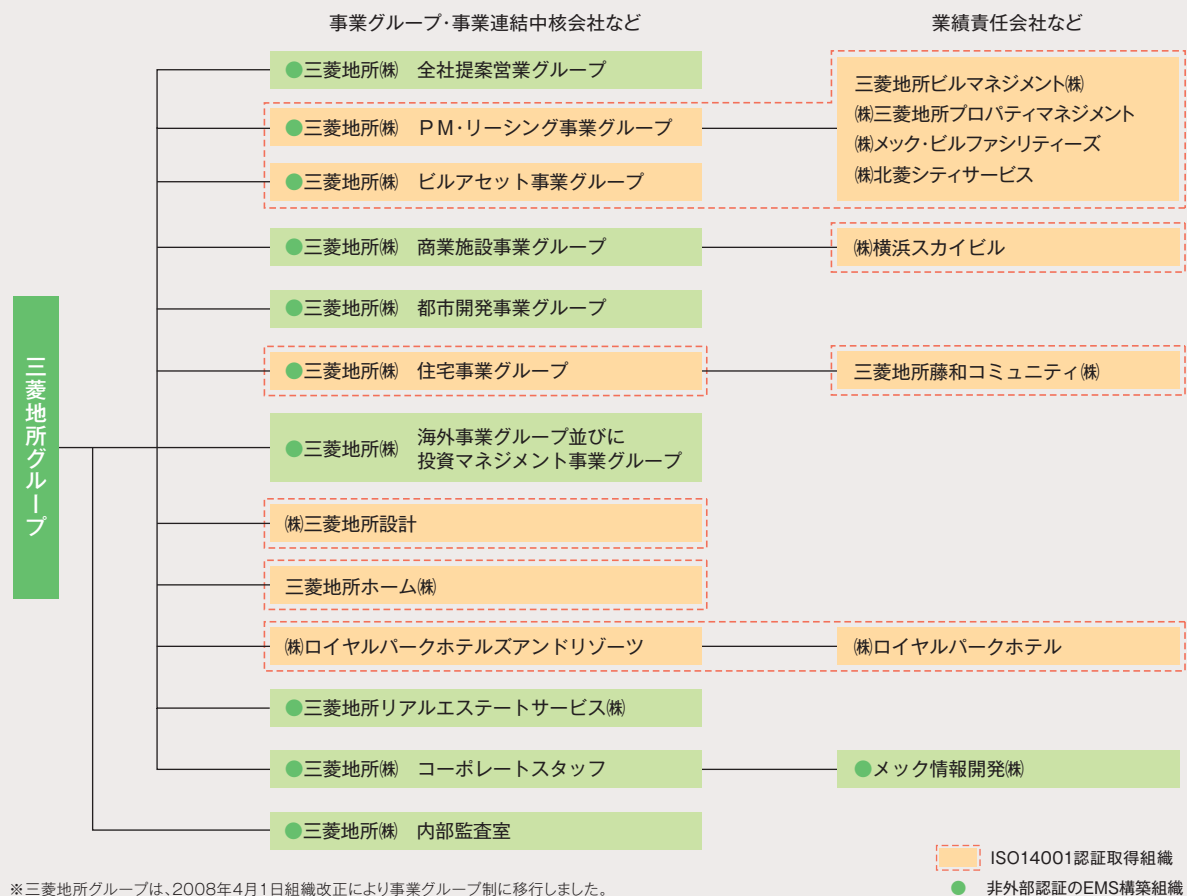 事業グループ・事業連結中核会社など
業績責任会社など
三菱地所グループ
●三菱地所㈱ 全社提案営業グループ
●三菱地所㈱ PM・リーシング事業グループ
●三菱地所㈱ ビルアセット事業グループ
三菱地所ビルマネジメント㈱
㈱三菱地所プロパティマネジメント
㈱メック・ビルファシリティーズ
㈱北菱シティサービス
●三菱地所㈱ 商業施設事業グループ
㈱横浜スカイビル
●三菱地所㈱ 都市開発事業グループ
●三菱地所㈱ 住宅事業グループ
三菱地所藤和コミュニティ㈱
●三菱地所㈱ 海外事業グループ並びに
投資マネジメント事業グループ
㈱三菱地所設計
三菱地所ホーム㈱
㈱ロイヤルパークホテルズアンドリゾーツ
㈱ロイヤルパークホテル
●三菱地所リアルエステートサービス㈱
●三菱地所㈱ コーポレートスタッフ
●メック情報開発㈱
●三菱地所㈱ 内部監査室
ISO14001認証取得組織
● 非外部認証のEMS構築組織
※三菱地所グループは、2008年4月1日組織改正により事業グループ制に移行しました。